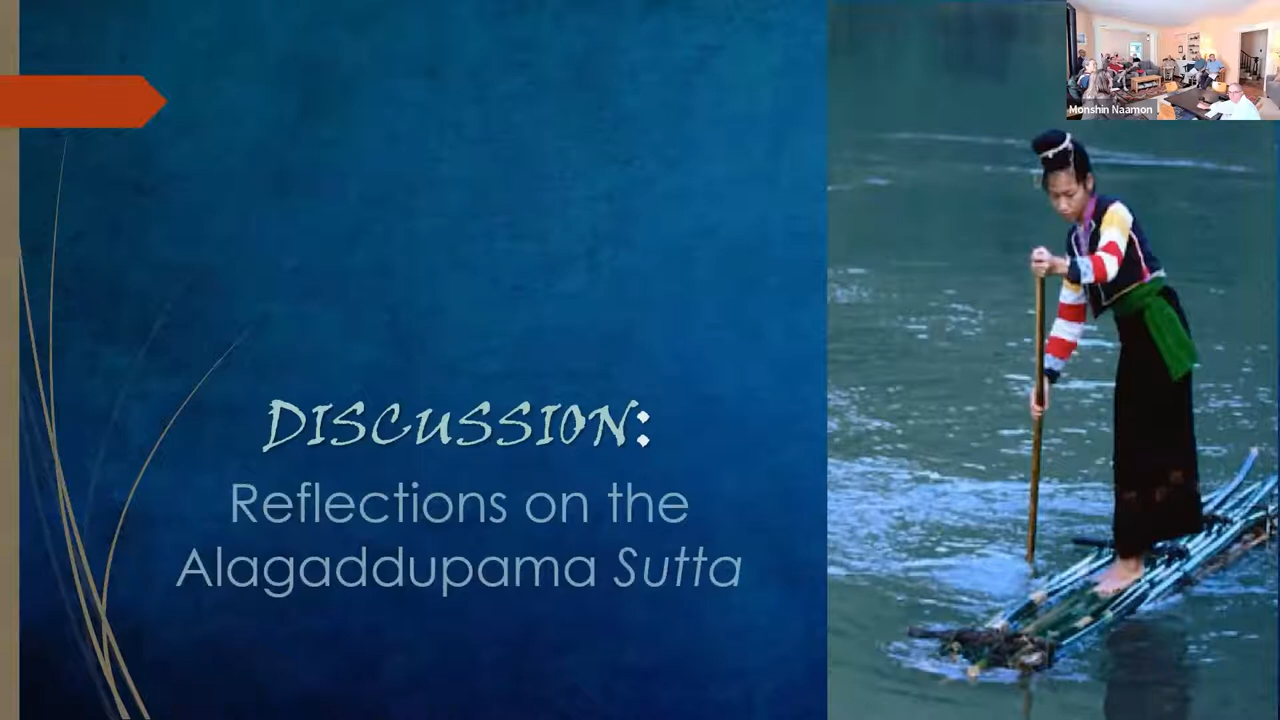 Monshin Naamon
DISCUSSION:
Reflections on the
Alagaddupama Sutta